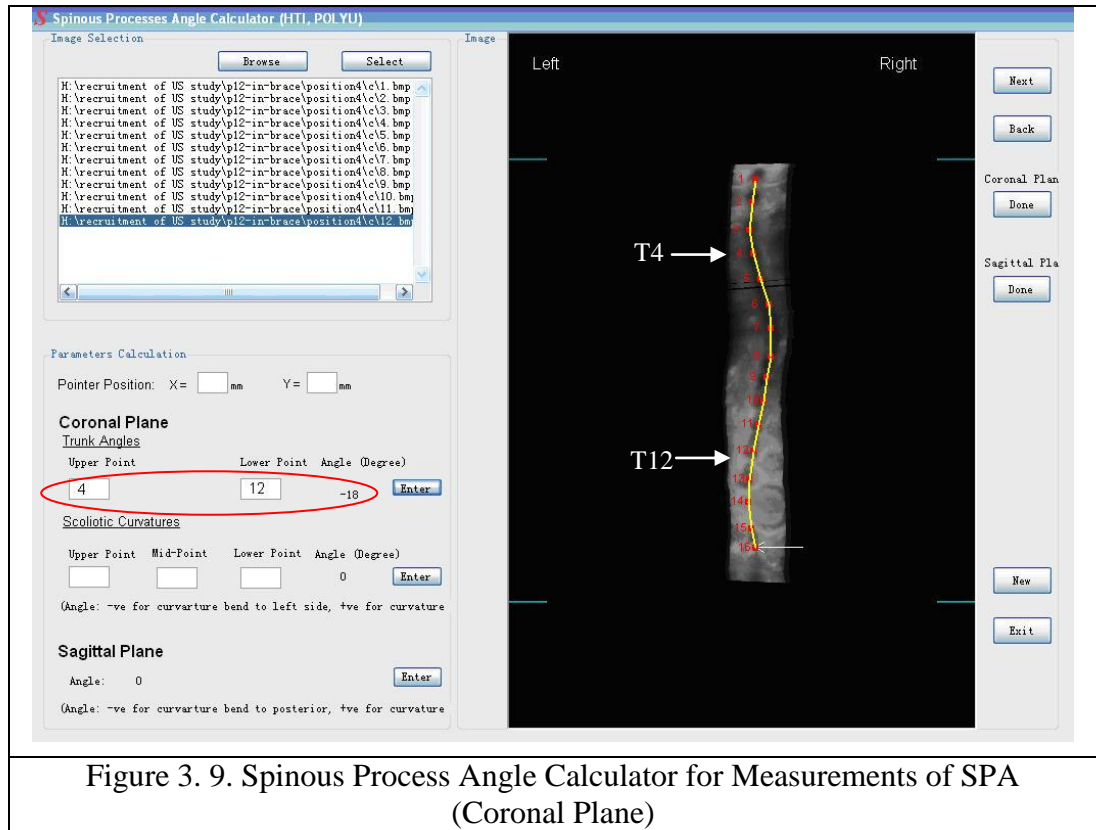 S Spinous Processes Angle Calculator (HTI, POLYU)
Image Selection
Browse Select
H:\recruitment of US study\p12-in-brace\position4\c\1.bmp
H:\recruitment of US study\p12-in-brace\position4\c\2.bmp
H:\recruitment of US study\p12-in-brace\position4\c\3.bmp
H:\recruitment of US study\p12-in-brace\position4\c\4.bmp
H:\recruitment of US study\p12-in-brace\position4\c\5.bmp
H:\recruitment of US study\p12-in-brace\position4\c\6.bmp
H:\recruitment of US study\p12-in-brace\position4\c\7.bmp
H:\recruitment of US study\p12-in-brace\position4\c\8.bmp
H:\recruitment of US study\p12-in-brace\position4\c\9.bmp
H:\recruitment of US study\p12-in-brace\position4\c\10.bmp
H:\recruitment of US study\p12-in-brace\position4\c\11.bm
H:\recruitment of US study\p12-in-brace\position4\c\12.bm
Parameters Calculation
Pointer Position: X= mm Y= mm
Coronal Plane
Trunk Angles
Upper Point Lower Point Angle (Degree)
4 12 -18 Enter
Scoliotic Curvatures
Upper Point Mid-Point Lower Point Angle (Degree)
0 Enter
(Angle: -ve for curvarture bend to left side, +ve for curvature
Sagittal Plane
Angle: 0 Enter
(Angle: -ve for curvarture bend to posterior, +ve for curvature
Image
Left Right
1
2
3
T4 4
5
6
7
8
9
10
11
T12 12
13
14
15
16
Next
Back
Coronal Plan
Done
Sagittal Pla
Done
New
Exit
Figure 3. 9. Spinous Process Angle Calculator for Measurements of SPA
(Coronal Plane)